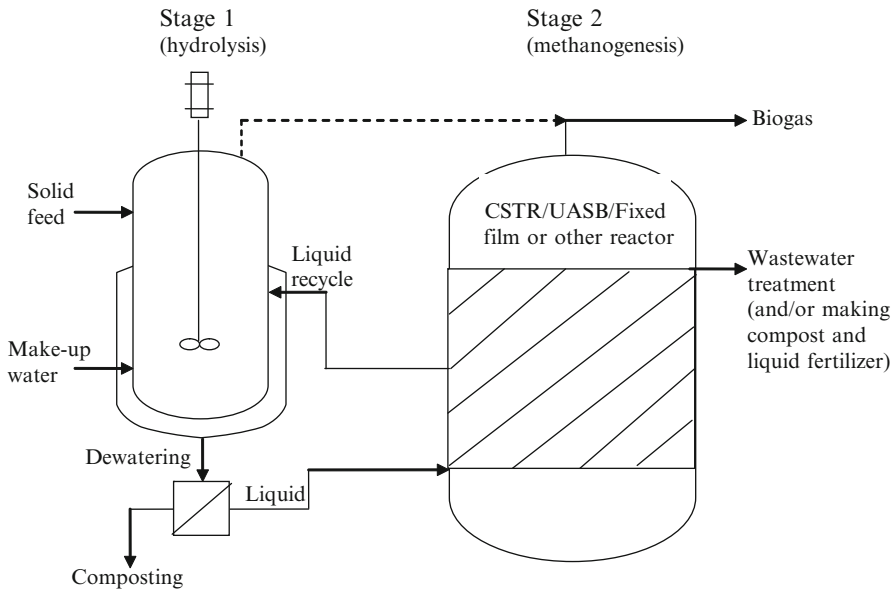 Stage 1
(hydrolysis)
Stage 2
(methanogenesis)
Biogas
Solid
feed
CSTR/UASB/Fixed
film or other reactor
Liquid
recycle
Wastewater
treatment
(and/or making
compost and
liquid fertilizer)
Make-up
water
Dewatering
Liquid
Composting